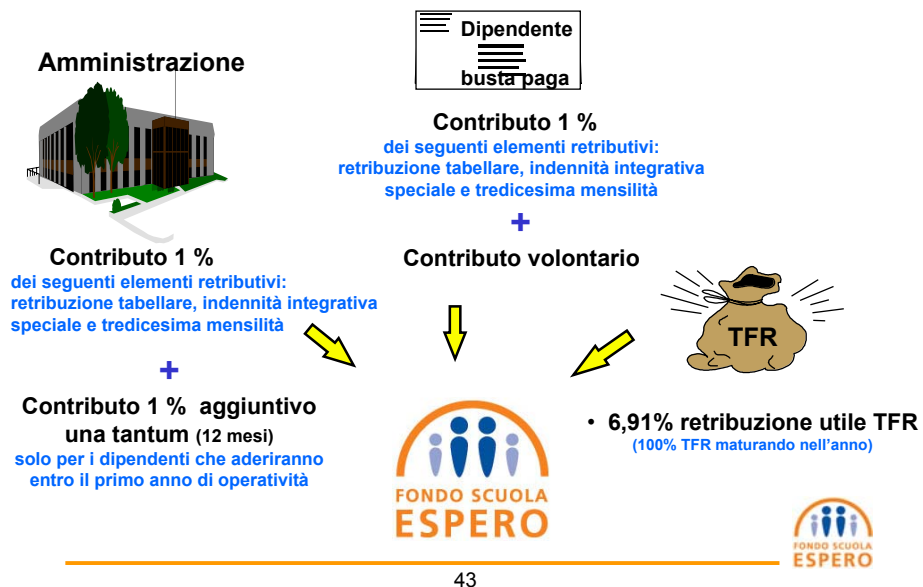 Amministrazione
Dipendente
busta paga
Contributo 1 %
dei seguenti elementi retributivi:
retribuzione tabellare, indennità integrativa
speciale e tredicesima mensilità
+
Contributo volontario
Contributo 1 %
dei seguenti elementi retributivi:
retribuzione tabellare, indennità integrativa
speciale e tredicesima mensilità
+
Contributo 1 % aggiuntivo
una tantum (12 mesi)
solo per i dipendenti che aderiranno
entro il primo anno di operatività
TFR
• 6,91% retribuzione utile TFR
(100% TFR maturando nell'anno)
FONDO SCUOLA
ESPERO
FONDO SCUOLA
ESPERO
43